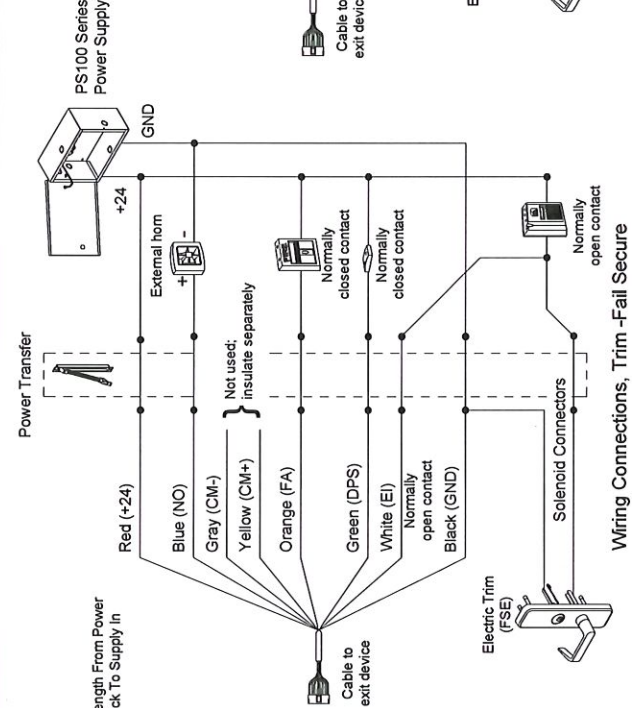 PS100 Series
Power Supply
Cable to
exit device
+24
GND
Power Transfer
External horn
+
-
Not used;
insulate separately
Normally
closed contact
Normally
closed contact
Normally
open contact
Red (+24)
Blue (NO)
Gray (CM-)
Yellow (CM+)
Orange (FA)
Green (DPS)
White (EI)
Normally
open contact
Black (GND)
Solenoid Connectors
Electric Trim
(FSE)
Cable to
exit device
ength From Power
ck To Supply In
Wiring Connections, Trim -Fail Secure